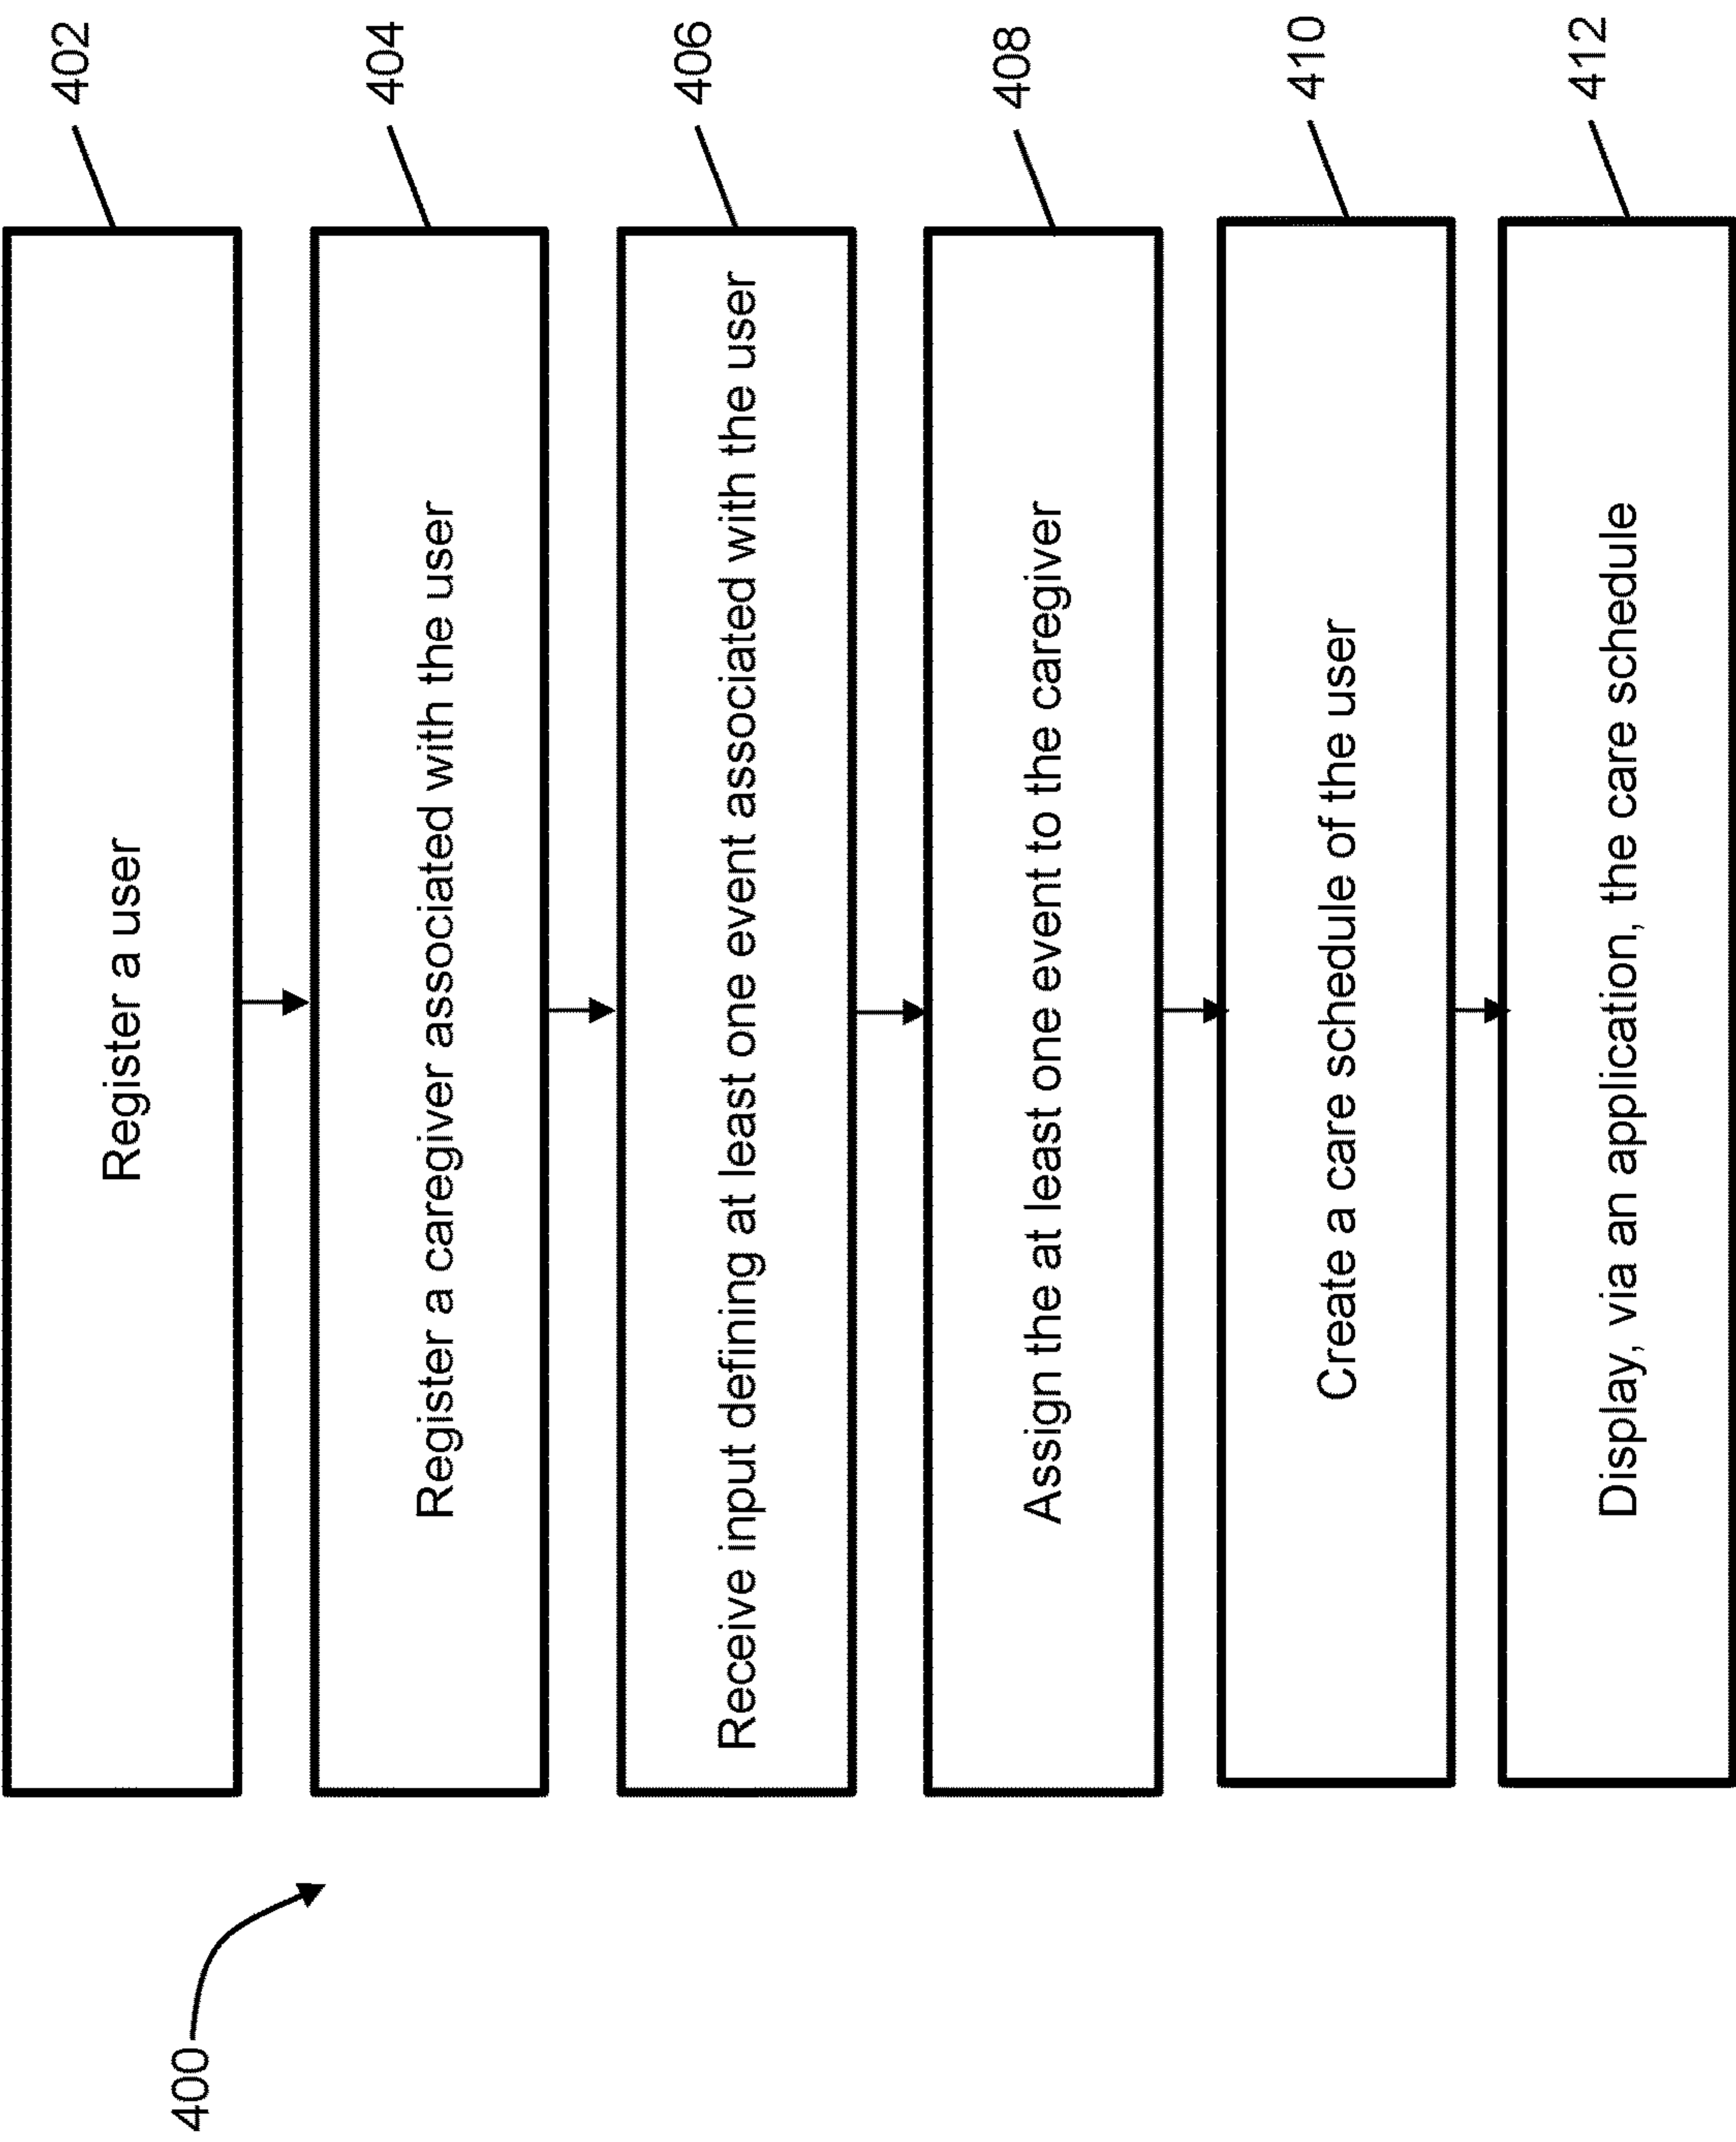 400
Register a user
402
Register a caregiver associated with the user
404
Receive input defining at least one event associated with the user
406
Assign the at least one event to the caregiver
408
Create a care schedule of the user
410
Display, via an application, the care schedule
412